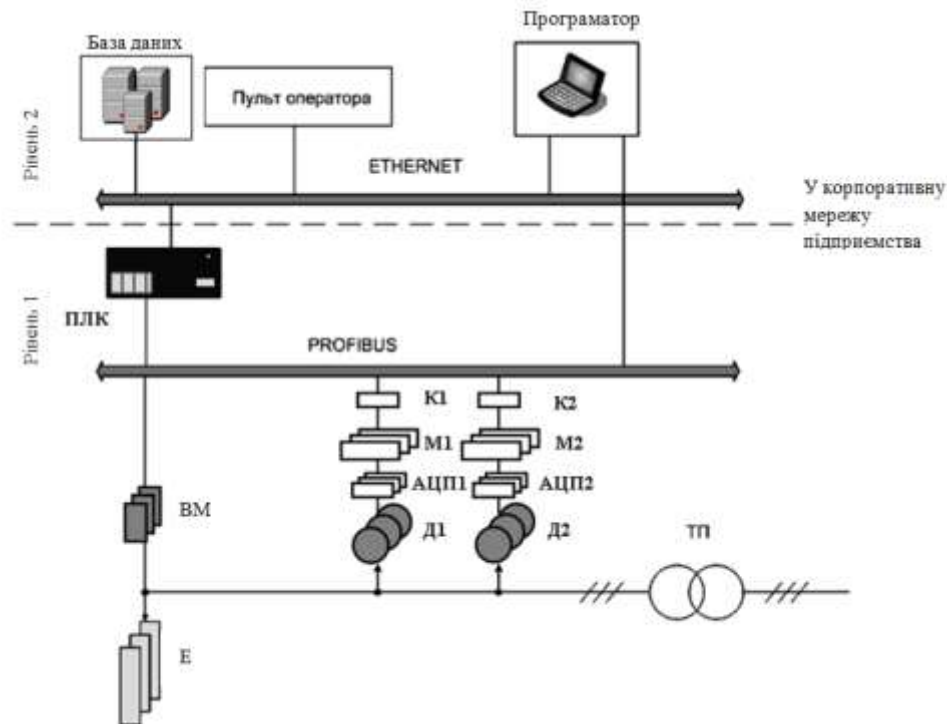 База даних
Програматор
Пульт оператора
Рівень 2
ETHERNET
У корпоративну
мережу
підприємства
Рівень 1
ПЛК
PROFIBUS
К1
К2
М1
М2
АЦП1
АЦП2
ВМ
Д1
Д2
ТП
Е